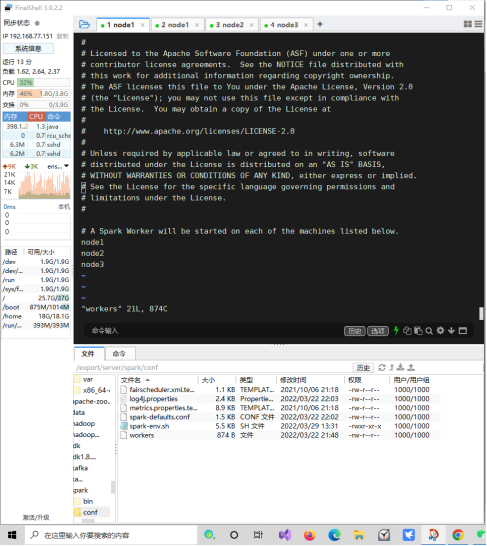 FinalShell 3.9.2.2
同步状态
IP 192.168.77.151 复制
系统信息
运行 13 分
负载 1.62, 2.64, 2.37
CPU 32%
内存 48% 1.8G/3.8G
交换 0% 0/3.9G
内存 CPU 命令
398.1... 1.3 java
0 0.7 rcu_sche
6.3M 0.7 sshd
6.2M 0.7 sshd
9K 3K ens...
21K
14K
7K
0ms 本机
0
0
0
路径 可用/大小
/dev 1.9G/1.9G
/dev/... 1.9G/1.9G
/run 1.9G/1.9G
/sys/f... 1.9G/1.9G
/ 25.7G/37G
/boot 875M/1014M
/home 18G/18.1G
/run/... 393M/393M
激活/升级
1 node1 × 2 node1 × 3 node2 × 4 node3 × +
#
# Licensed to the Apache Software Foundation (ASF) under one or more
# contributor license agreements.  See the NOTICE file distributed with
# this work for additional information regarding copyright ownership.
# The ASF licenses this file to You under the Apache License, Version 2.0
# (the "License"); you may not use this file except in compliance with
# the License.  You may obtain a copy of the License at
#
#    http://www.apache.org/licenses/LICENSE-2.0
#
# Unless required by applicable law or agreed to in writing, software
# distributed under the License is distributed on an "AS IS" BASIS,
# WITHOUT WARRANTIES OR CONDITIONS OF ANY KIND, either express or implied.
# See the License for the specific language governing permissions and
# limitations under the License.
#
# A Spark Worker will be started on each of the machines listed below.
node1
node2
node3
~
~
~
"workers" 21L, 874C
命令输入 历史 选项
文件 命令
/export/server/spark/conf 历史
var
x86_64-
pache-zoo.
data
hadoop
hadoop...
dk
dk1.8....
kafka
ka...
spark
bin
conf
文件名 大小 类型 修改时间 权限 用户/用户组
fairscheduler.xml.te... 1.1 KB TEMPLAT... 2021/10/06 21:18 -rw-r--r-- 1000/1000
log4j.properties 2.4 KB Propertie... 2022/03/22 22:03 -rw-r--r-- 1000/1000
metrics.properties.te... 8.9 KB TEMPLAT... 2021/10/06 21:18 -rw-r--r-- 1000/1000
spark-defaults.conf 1.5 KB CONF 文件 2022/03/22 22:02 -rw-r--r-- 1000/1000
spark-env.sh 5.5 KB SH 文件 2022/03/29 13:31 -rwxr-xr-x 1000/1000
workers 874 B 文件 2022/03/22 21:48 -rw-r--r-- 1000/1000
在这里输入你要搜索的内容